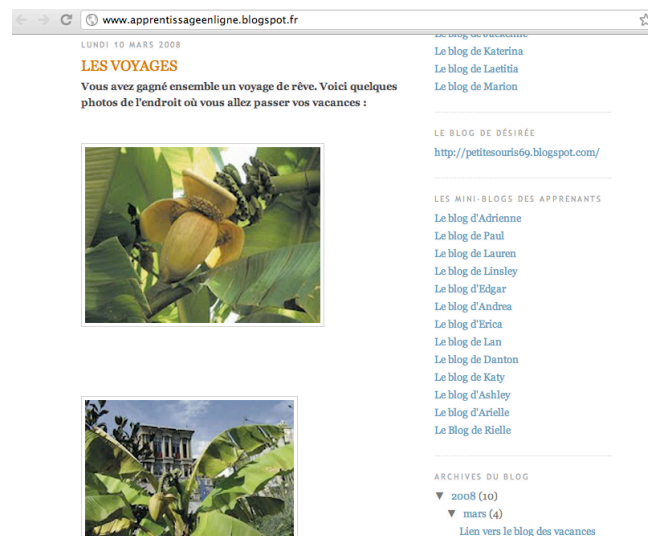 www.apprentissageenligne.blogspot.fr
LUNDI 10 MARS 2008
LES VOYAGES
Vous avez gagné ensemble un voyage de rêve. Voici quelques
photos de l'endroit où vous allez passer vos vacances :
Le blog de Katerina
Le blog de Laetitia
Le blog de Marion
LE BLOG DE DÉSIRÉE
http://petitesouris69.blogspot.com/
LES MINI-BLOGS DES APPRENANTS
Le blog d'Adrienne
Le blog de Paul
Le blog de Lauren
Le blog de Linsley
Le blog d'Edgar
Le blog d'Andrea
Le blog d'Erica
Le blog de Lan
Le blog de Danton
Le blog de Katy
Le blog d'Ashley
Le blog d'Arielle
Le Blog de Rielle
ARCHIVES DU BLOG
▼ 2008 (10)
▼ mars (4)
Lien vers le blog des vacances